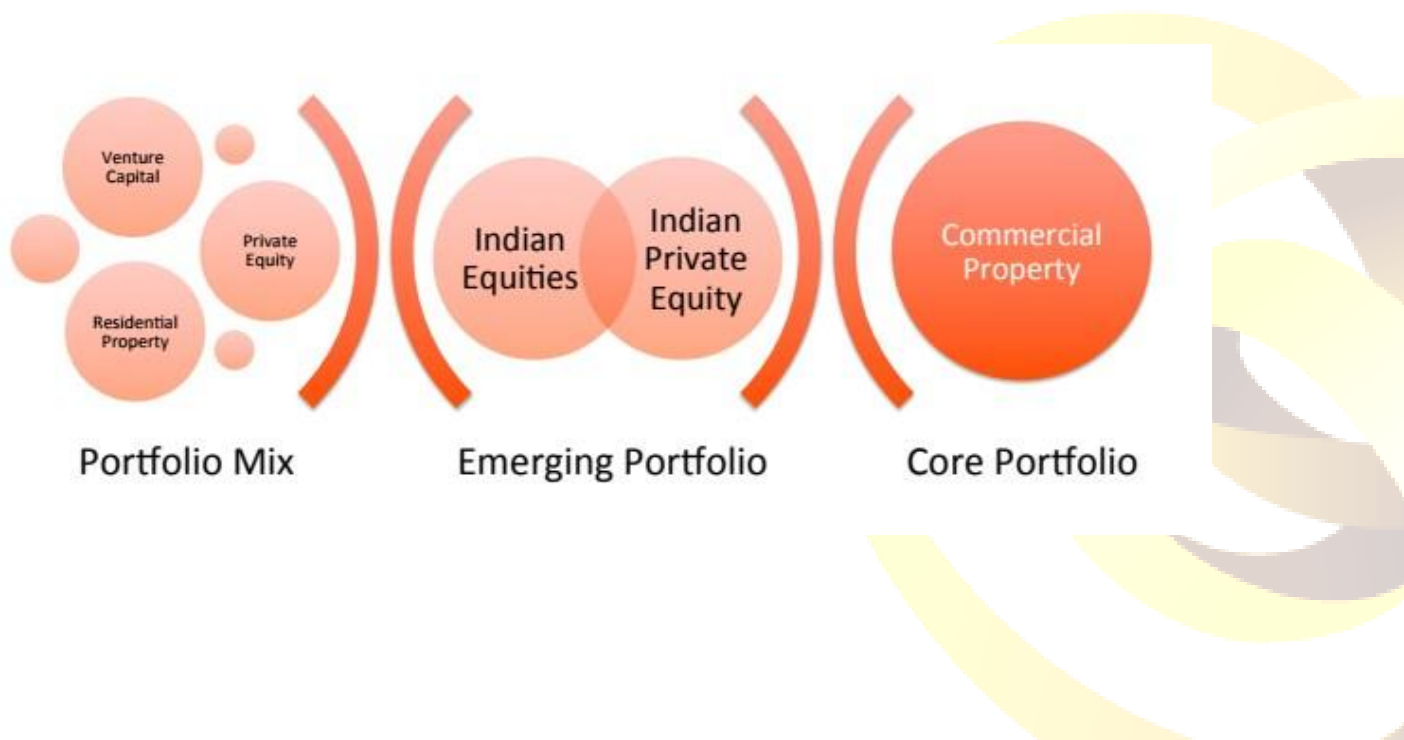 Venture
Capital
Private
Equity
Residential
Property
Portfolio Mix
Indian
Equities
Indian
Private
Equity
Emerging Portfolio
Commercial
Property
Core Portfolio